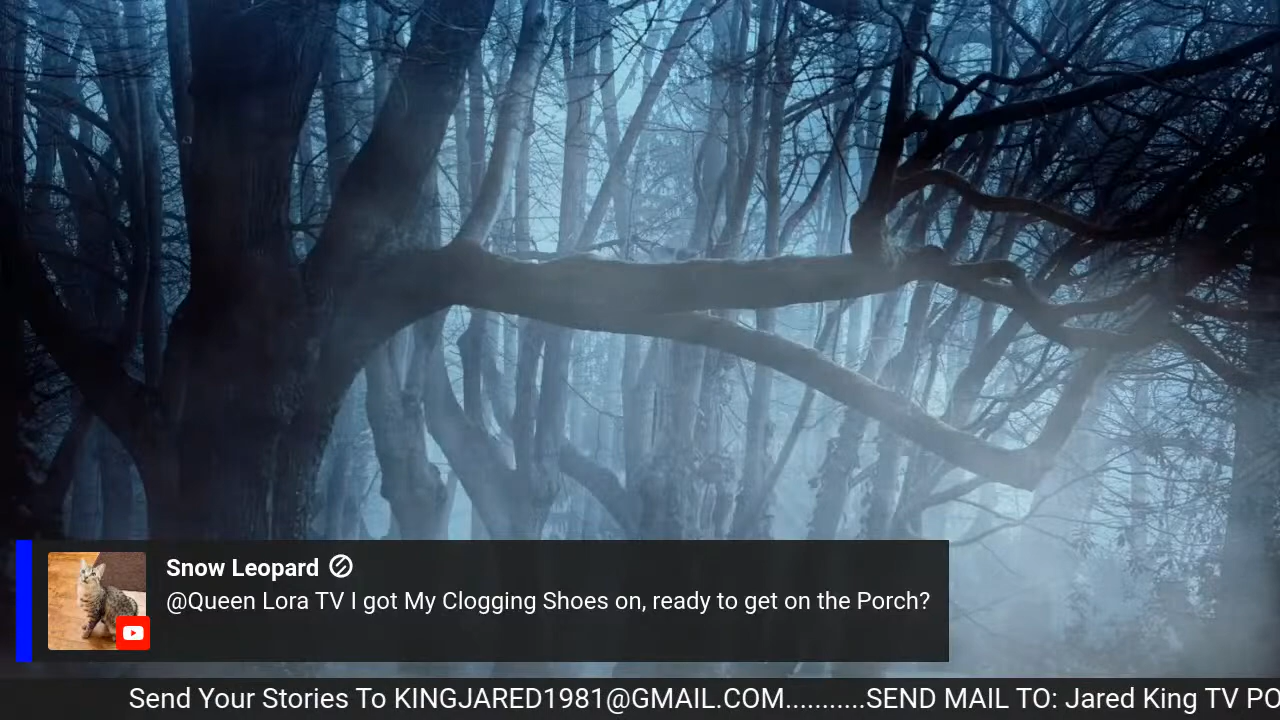 Snow Leopard
@Queen Lora TV I got My Clogging Shoes on, ready to get on the Porch?
Send Your Stories To KINGJARED1981@GMAIL.COM...........SEND MAIL TO: Jared King TV PO